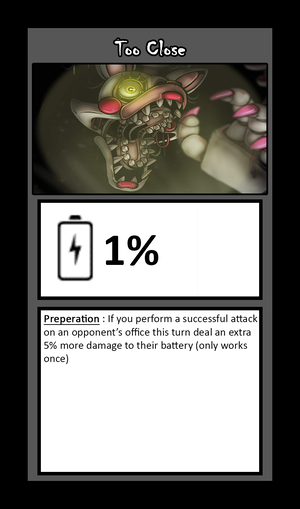 Too Close
1%
Preperation : If you perform a successful attack
on an opponent's office this turn deal an extra
5% more damage to their battery (only works
once)